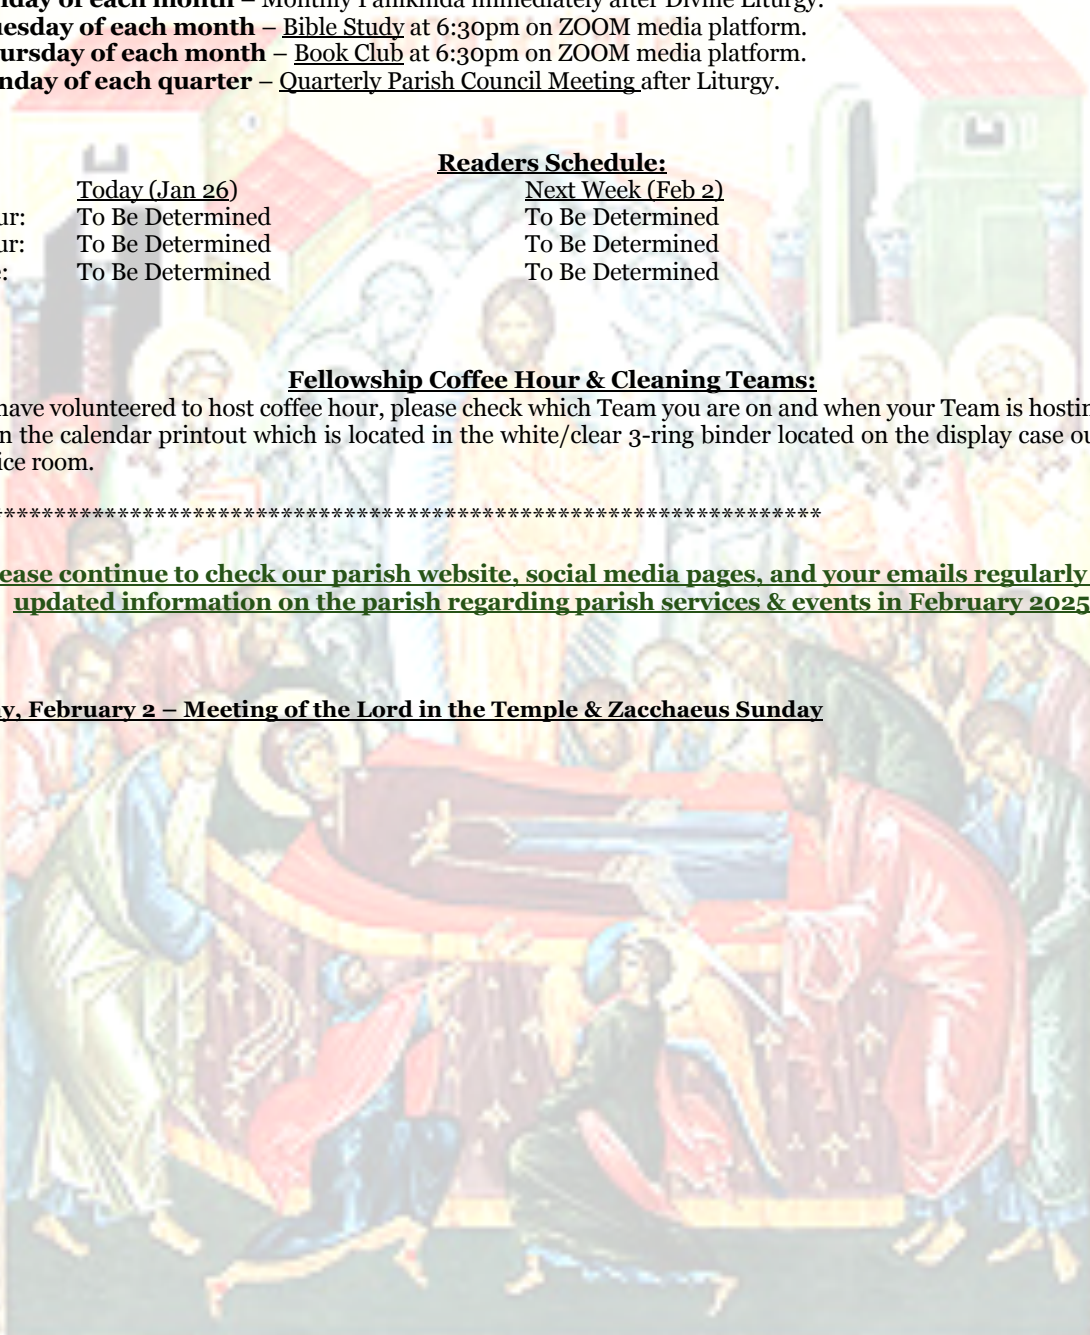 nday of each month – Monthly Panikhida immediately after Divine Liturgy.
uesday of each month – Bible Study at 6:30pm on ZOOM media platform.
ursday of each month – Book Club at 6:30pm on ZOOM media platform.
nday of each quarter – Quarterly Parish Council Meeting after Liturgy.
Readers Schedule:
Today (Jan 26) Next Week (Feb 2)
ur: To Be Determined To Be Determined
ur: To Be Determined To Be Determined
e: To Be Determined To Be Determined
Fellowship Coffee Hour & Cleaning Teams:
have volunteered to host coffee hour, please check which Team you are on and when your Team is hostin
n the calendar printout which is located in the white/clear 3-ring binder located on the display case ou
ice room.
*******************************************************************
ease continue to check our parish website, social media pages, and your emails regularly
updated information on the parish regarding parish services & events in February 2025
y, February 2 – Meeting of the Lord in the Temple & Zacchaeus Sunday